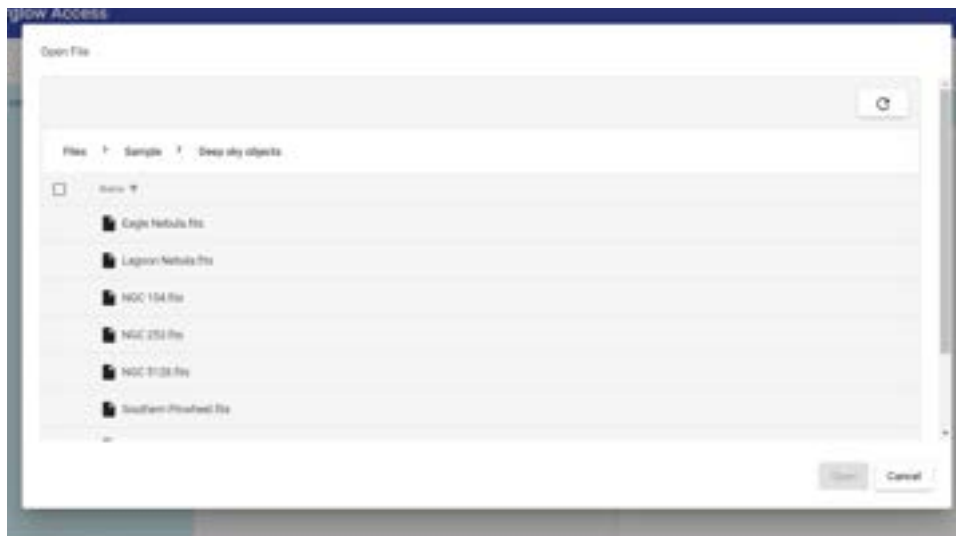 glow Access
Open File
Files Sample Deep sky objects
Name
Eagle Nebula.fits
Lagoon Nebula.fits
NGC 104.fits
NGC 253.fits
NGC 5128.fits
Southern Pinwheel.fits
Open Cancel